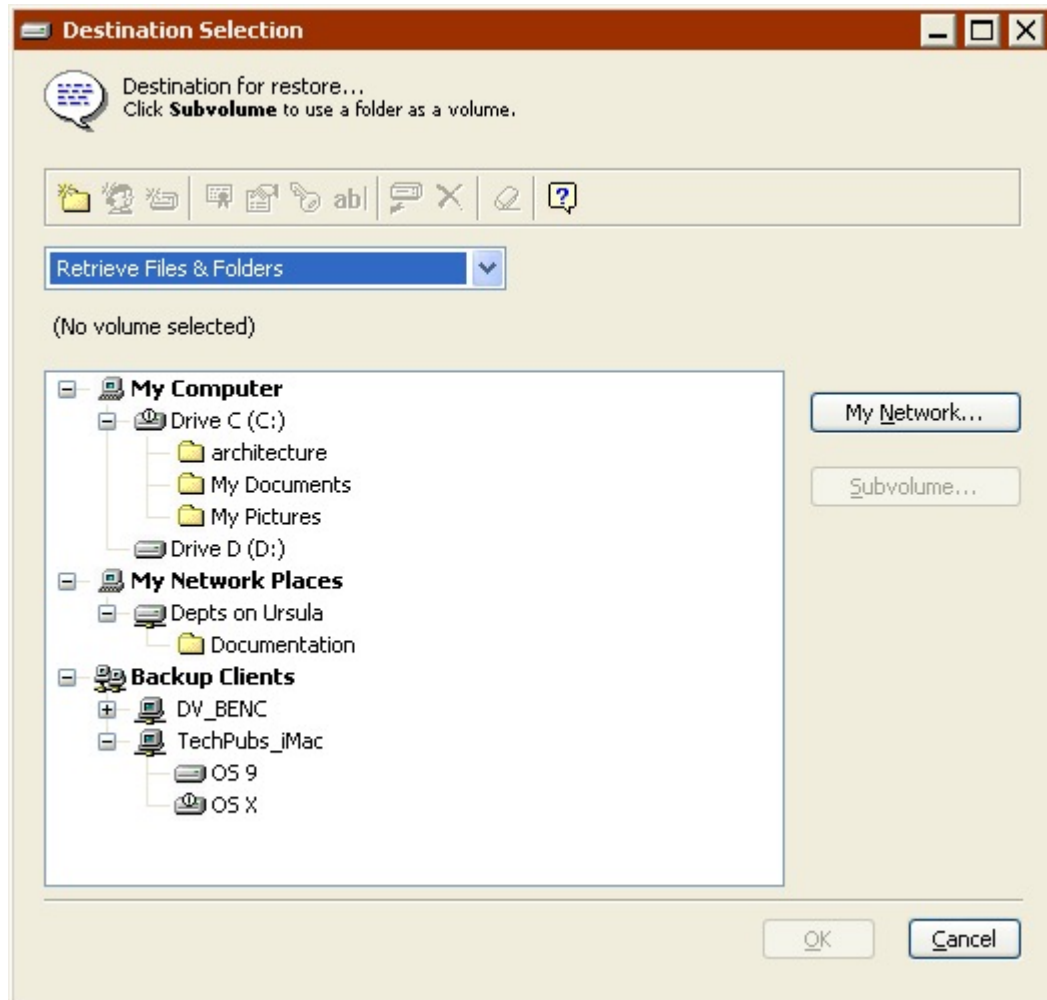 Destination Selection
Destination for restore...
Click Subvolume to use a folder as a volume.
ab|
Retrieve Files & Folders
(No volume selected)
My Computer
Drive C (C:)
architecture
My Documents
My Pictures
Drive D (D:)
My Network Places
Depts on Ursula
Documentation
Backup Clients
DV_BENC
TechPubs_iMac
OS 9
OS X
My Network...
Subvolume...
OK
Cancel